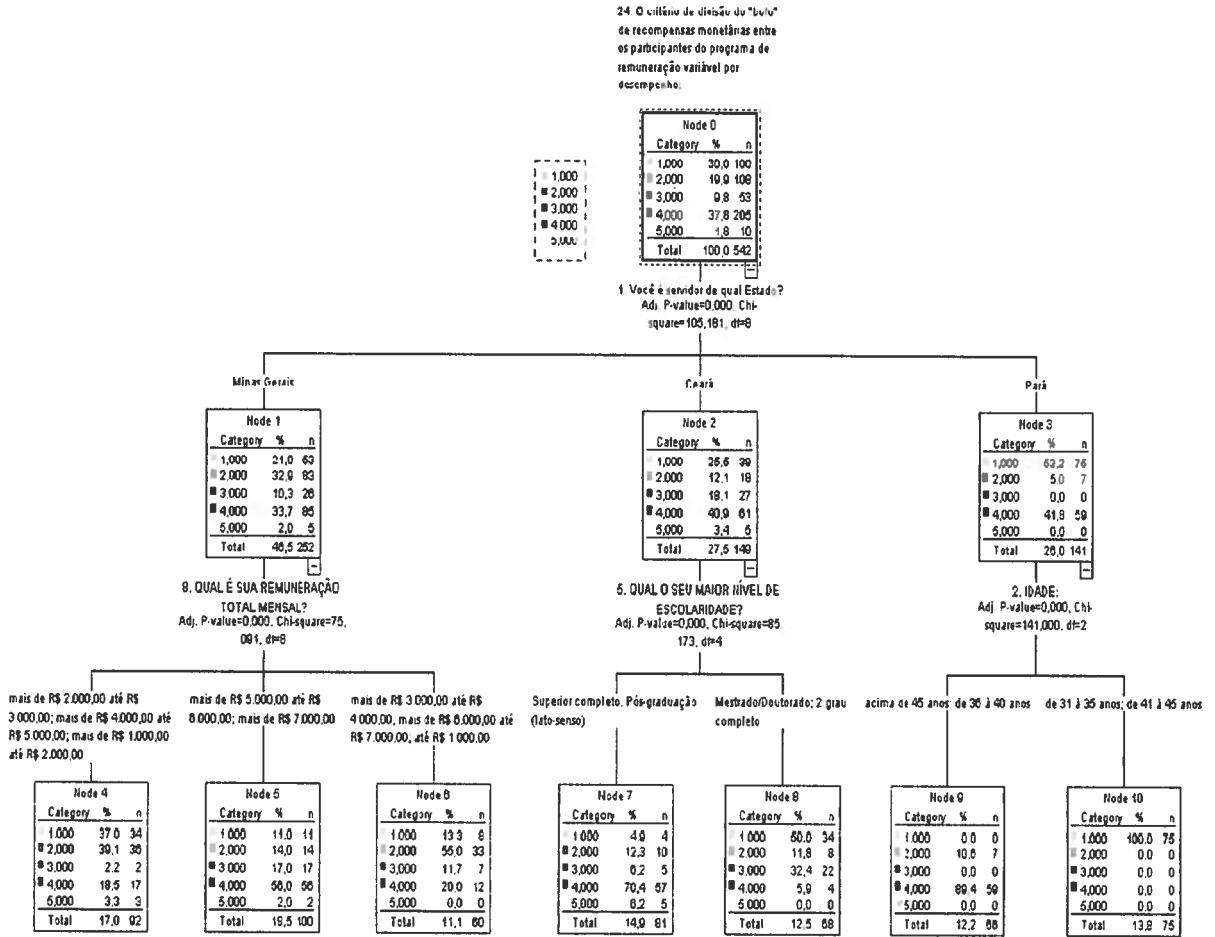 24. O critério de divisão do "bolo"
de recompensas monetárias entre
os participantes do programa de
remuneração variável por
desempenho:
Node 0
Category % n
1,000 30,0 100
2,000 19,9 108
3,000 9,8 53
4,000 37,8 205
5,000 1,8 10
Total 100,0 542
1,000
2,000
3,000
4,000
5,000
1. Você é servidor de qual Estado?
Adj. P-value=0,000, Chi-
square=105,181, df=8
Minas Gerais
Ceará
Pará
Node 1
Category % n
1,000 21,0 53
2,000 32,9 83
3,000 10,3 26
4,000 33,7 85
5,000 2,0 5
Total 46,5 252
Node 2
Category % n
1,000 25,5 39
2,000 12,1 18
3,000 18,1 27
4,000 40,9 61
5,000 3,4 5
Total 27,5 149
Node 3
Category % n
1,000 53,2 75
2,000 5,0 7
3,000 0,0 0
4,000 41,8 59
5,000 0,0 0
Total 26,0 141
8. QUAL É SUA REMUNERAÇÃO
TOTAL MENSAL?
Adj. P-value=0,000, Chi-square=75,
091, df=8
5. QUAL O SEU MAIOR NÍVEL DE
ESCOLARIDADE?
Adj. P-value=0,000, Chi-square=85
173, df=4
2. IDADE:
Adj. P-value=0,000, Chi-
square=141,000, df=2
mais de R$ 2.000,00 até R$
3 000,00; mais de R$ 4.000,00 até
R$ 5.000,00; mais de R$ 1.000,00
até R$ 2.000,00
mais de R$ 5.000,00 até R$
6.000,00; mais de R$ 7.000,00
mais de R$ 3 000,00 até R$
4 000,00, mais de R$ 6.000,00 até
R$ 7.000,00; até R$ 1 000,00
Superior completo, Pós-graduação
(lato-senso)
Mestrado/Doutorado; 2 grau
completo
acima de 45 anos de 36 à 40 anos
de 31 à 35 anos; de 41 à 45 anos
Node 4
Category % n
1,000 37,0 34
2,000 39,1 36
3,000 2,2 2
4,000 18,5 17
5,000 3,3 3
Total 17,0 92
Node 5
Category % n
1,000 11,0 11
2,000 14,0 14
3,000 17,0 17
4,000 56,0 56
5,000 2,0 2
Total 18,5 100
Node 6
Category % n
1,000 13,3 8
2,000 55,0 33
3,000 11,7 7
4,000 20,0 12
5,000 0,0 0
Total 11,1 60
Node 7
Category % n
1,000 4,9 4
2,000 12,3 10
3,000 6,2 5
4,000 70,4 57
5,000 6,2 5
Total 14,9 81
Node 8
Category % n
1,000 50,0 34
2,000 11,8 8
3,000 32,4 22
4,000 5,9 4
5,000 0,0 0
Total 12,5 68
Node 9
Category % n
1,000 0,0 0
2,000 10,6 7
3,000 0,0 0
4,000 89,4 59
5,000 0,0 0
Total 12,2 66
Node 10
Category % n
1,000 100,0 75
2,000 0,0 0
3,000 0,0 0
4,000 0,0 0
5,000 0,0 0
Total 13,8 75